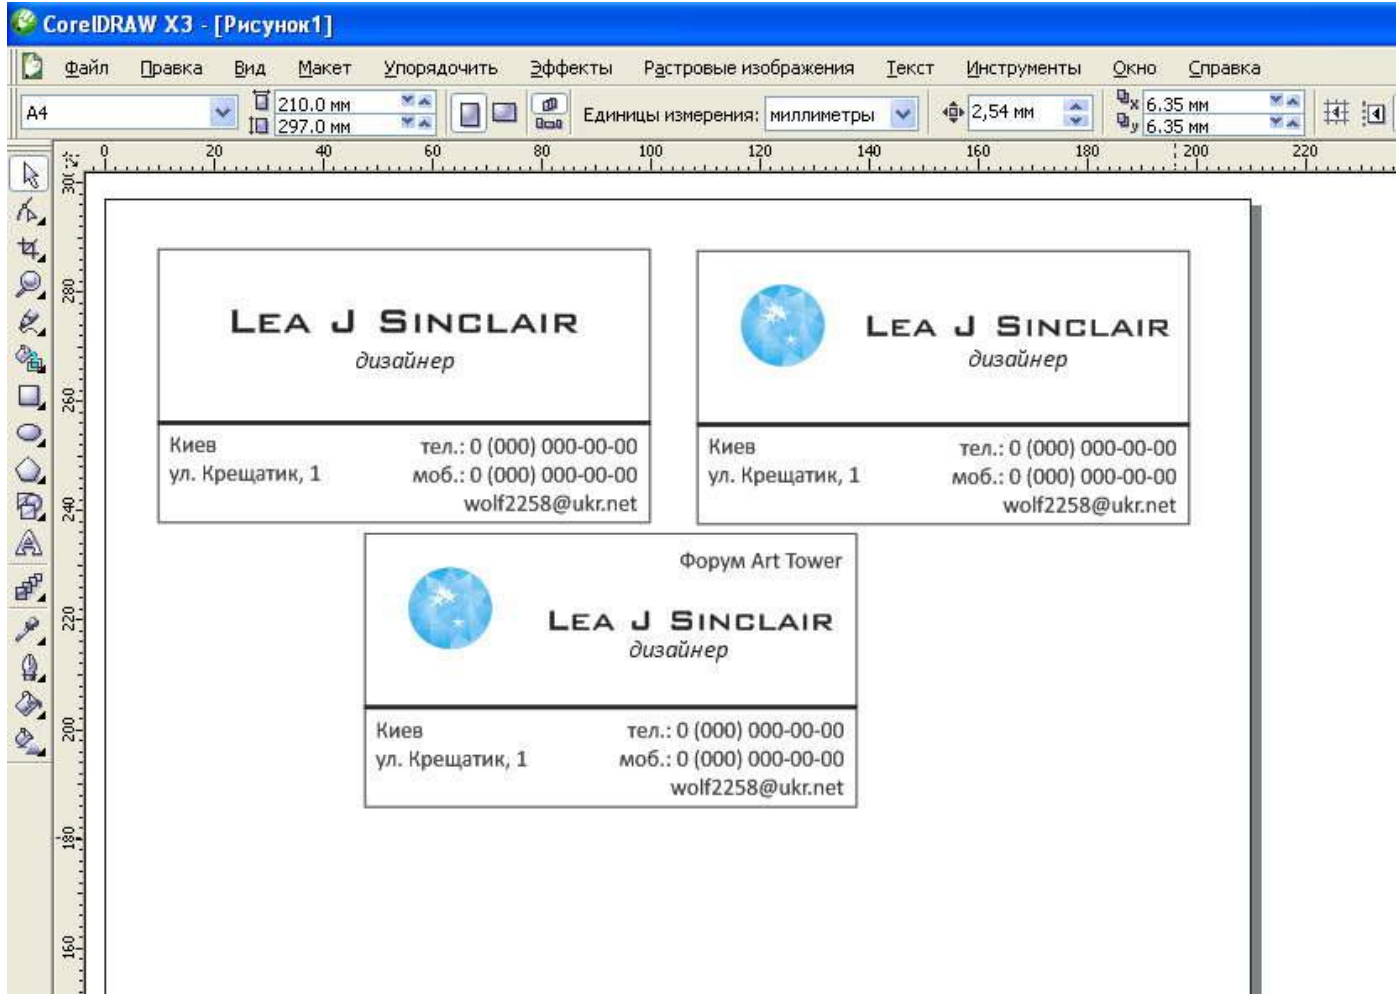 CorelDRAW X3 - [Рисунок1]
Файл Правка Вид Макет Упорядочить Эффекты Растровые изображения Текст Инструменты Окно Справка
A4 210.0 мм Единицы измерения: миллиметры 2,54 мм x 6.35 мм
297.0 мм y 6.35 мм
0 20 40 60 80 100 120 140 160 180 200 220
300
280
260
240
220
200
180
160
LEA J SINCLAIR
дизайнер
Киев тел.: 0 (000) 000-00-00
ул. Крещатик, 1 моб.: 0 (000) 000-00-00
wolf2258@ukr.net
LEA J SINCLAIR
дизайнер
Киев тел.: 0 (000) 000-00-00
ул. Крещатик, 1 моб.: 0 (000) 000-00-00
wolf2258@ukr.net
Форум Art Tower
LEA J SINCLAIR
дизайнер
Киев тел.: 0 (000) 000-00-00
ул. Крещатик, 1 моб.: 0 (000) 000-00-00
wolf2258@ukr.net